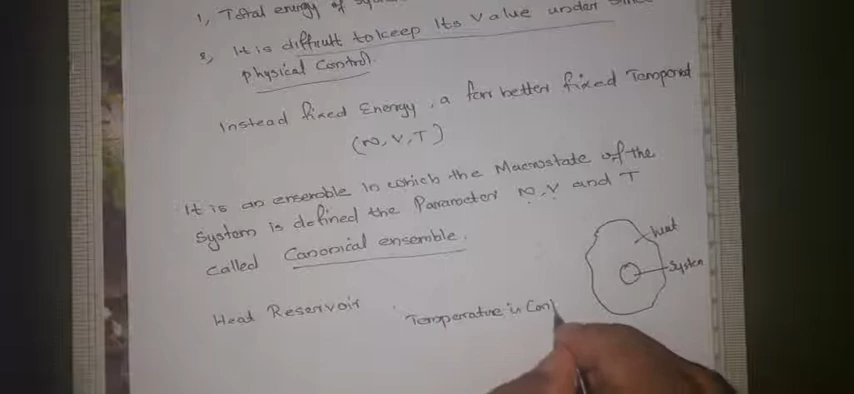 1, Total energy of
2, It is difficult to keep Its value under
physical Control.
Instead fixed Energy, a far better fixed Temperat
(N, V, T)
It is an ensemble In which the Macrostate of the
System is defined the Parameter N, V and T
called Canonical ensemble.
heat
System
Head Reservoir
Temperature is Con